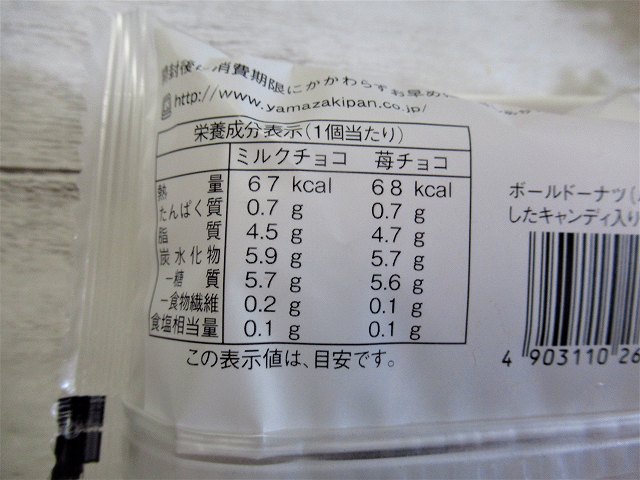 開封後は消費期限にかかわらずお早め
http://www.yamazakipan.co.jp/
栄養成分表示(1個当たり)
ミルクチョコ 苺チョコ
熱量 67 kcal 68 kcal
たんぱく質 0.7 g 0.7 g
脂質 4.5 g 4.7 g
炭水化物 5.9 g 5.7 g
－糖質 5.7 g 5.6 g
－食物繊維 0.2 g 0.1 g
食塩相当量 0.1 g 0.1 g
この表示値は、目安です。
ボールドーナツ(
したキャンディ入り
4 903110 26